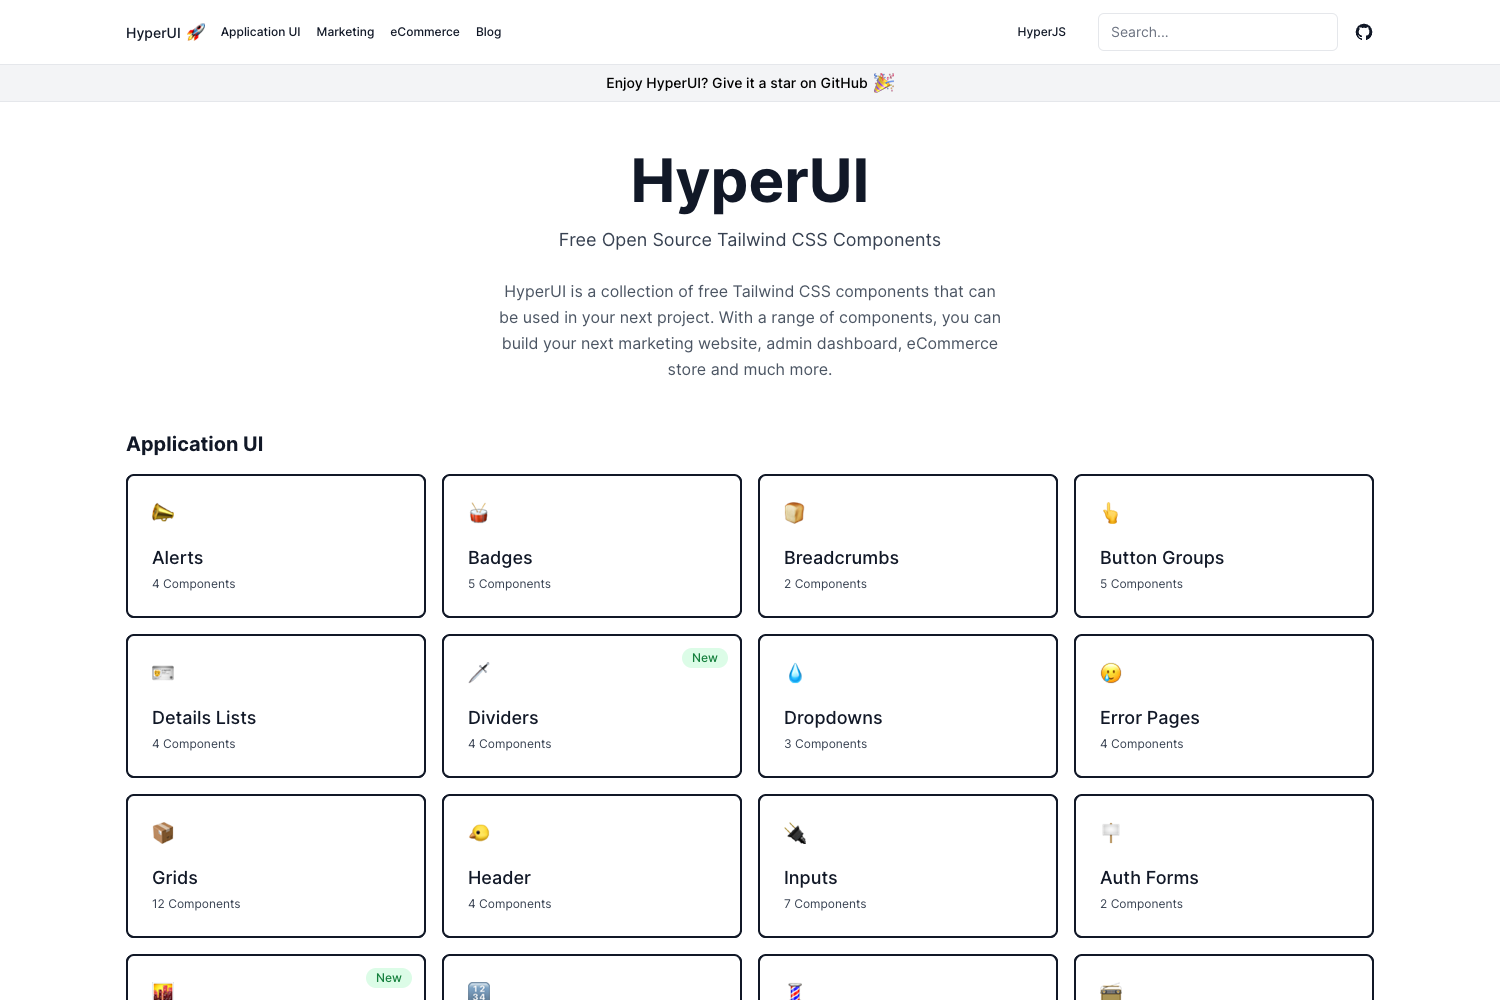 HyperUI 🚀 Application UI Marketing eCommerce Blog HyperJS Search...
Enjoy HyperUI? Give it a star on GitHub 🎉
HyperUI
Free Open Source Tailwind CSS Components
HyperUI is a collection of free Tailwind CSS components that can
be used in your next project. With a range of components, you can
build your next marketing website, admin dashboard, eCommerce
store and much more.
Application UI
Alerts
4 Components
Badges
5 Components
Breadcrumbs
2 Components
Button Groups
5 Components
Details Lists
4 Components
New
Dividers
4 Components
Dropdowns
3 Components
Error Pages
4 Components
Grids
12 Components
Header
4 Components
Inputs
7 Components
Auth Forms
2 Components
New